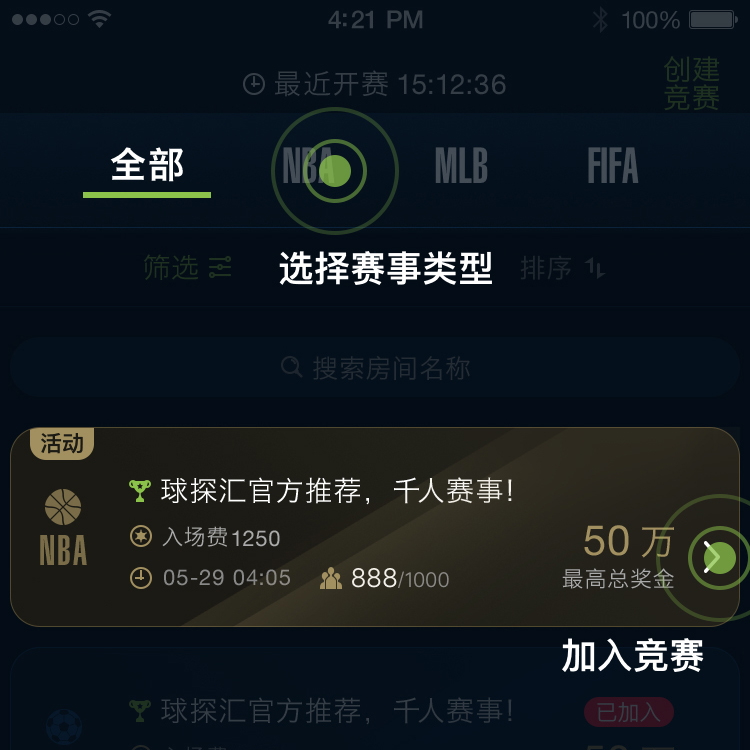 4:21 PM
100%
最近开赛 15:12:36
创建
竞赛
全部
NBA
MLB
FIFA
筛选
选择赛事类型
排序
搜索房间名称
活动
球探汇官方推荐，千人赛事!
NBA
入场费1250
50 万
05-29 04:05
888/1000
最高总奖金
加入竞赛
球探汇官方推荐，千人赛事!
已加入